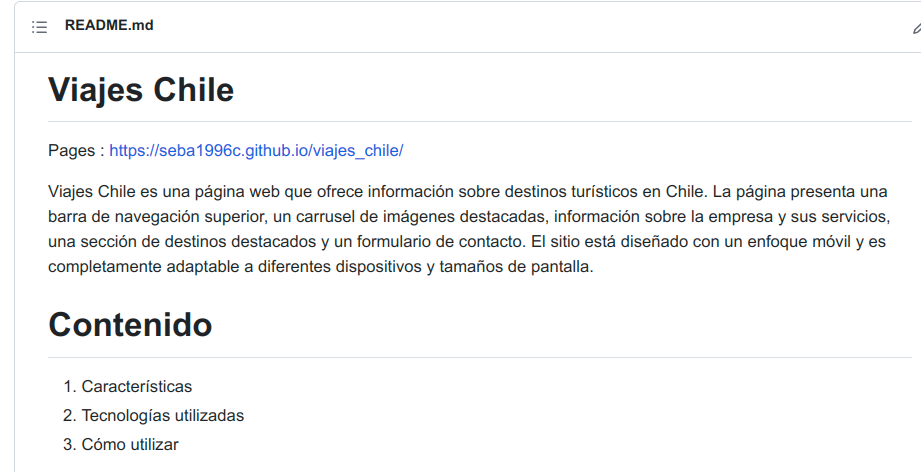 README.md
Viajes Chile
Pages : https://seba1996c.github.io/viajes_chile/
Viajes Chile es una página web que ofrece información sobre destinos turísticos en Chile. La página presenta una
barra de navegación superior, un carrusel de imágenes destacadas, información sobre la empresa y sus servicios,
una sección de destinos destacados y un formulario de contacto. El sitio está diseñado con un enfoque móvil y es
completamente adaptable a diferentes dispositivos y tamaños de pantalla.
Contenido
1. Características
2. Tecnologías utilizadas
3. Cómo utilizar